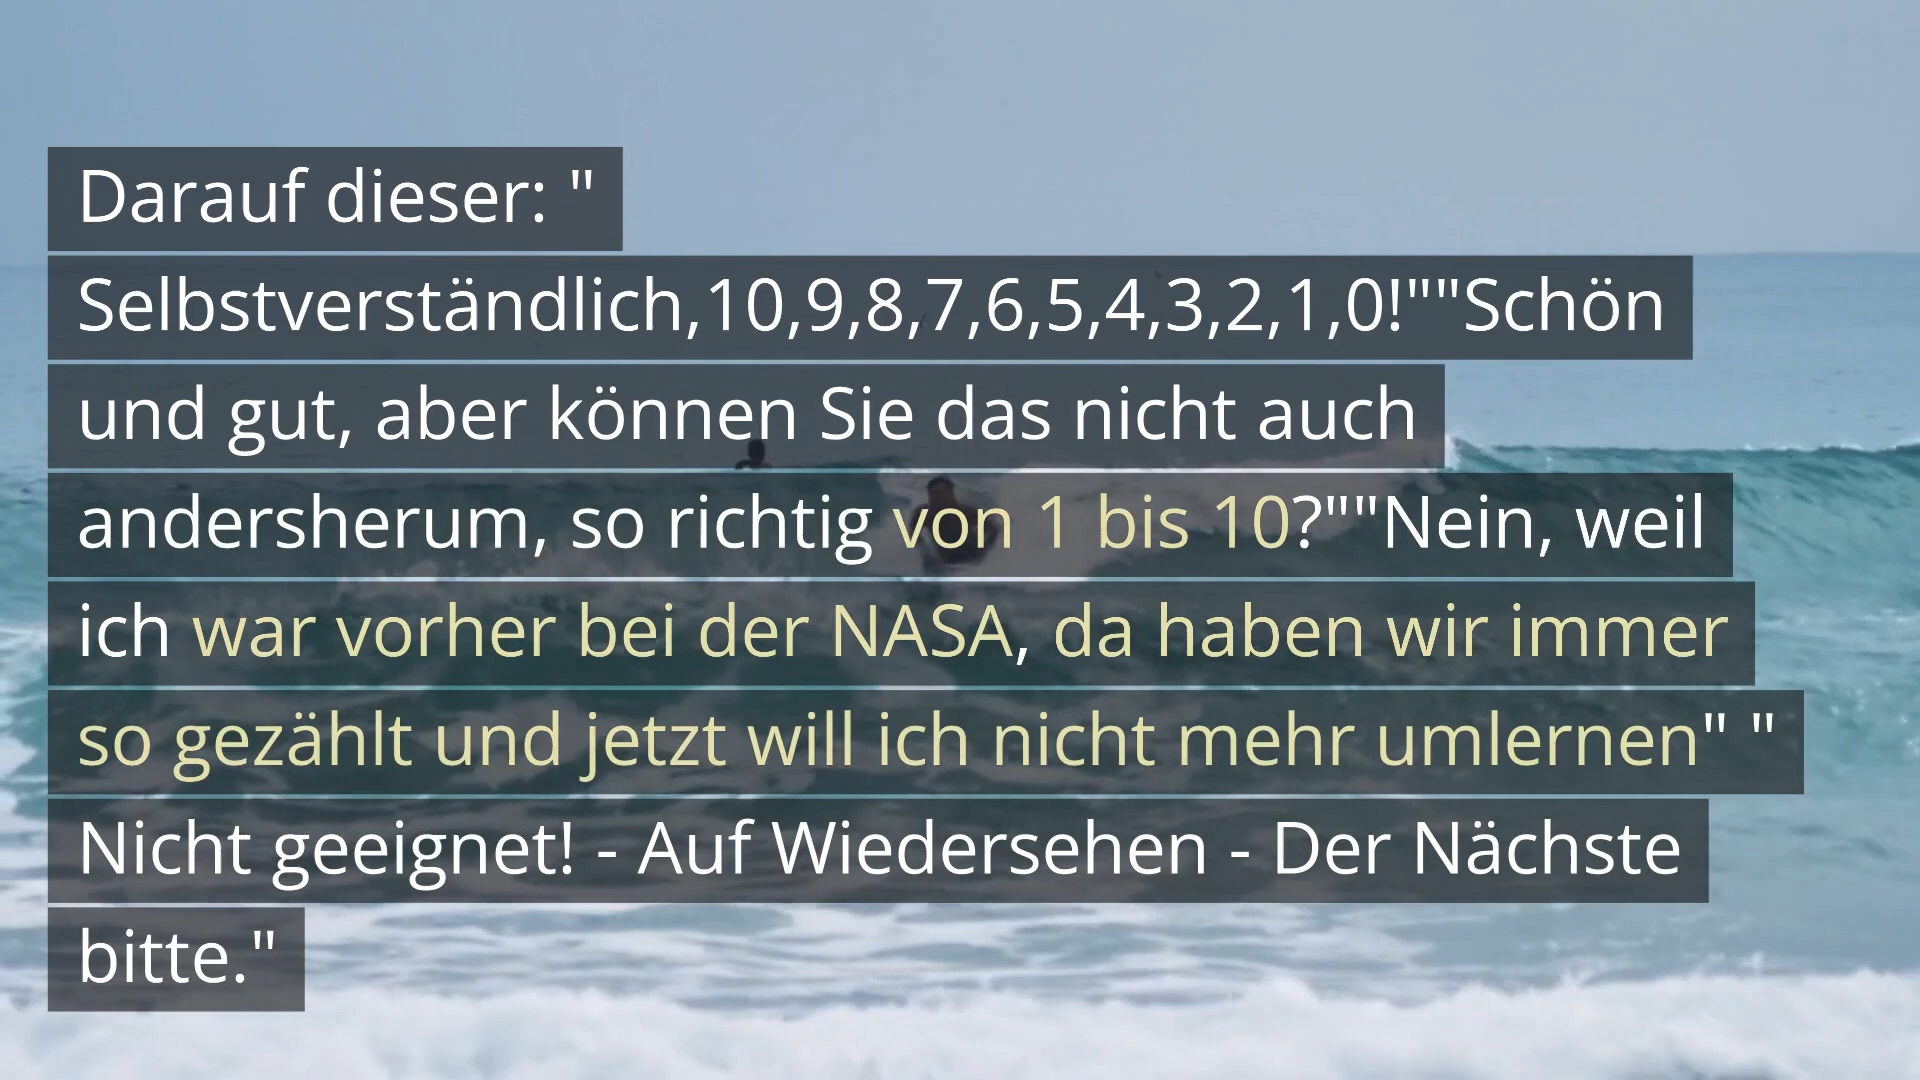 Darauf dieser: "
Selbstverständlich,10,9,8,7,6,5,4,3,2,1,0!""Schön
und gut, aber können Sie das nicht auch
andersherum, so richtig von 1 bis 10?""Nein, weil
ich war vorher bei der NASA, da haben wir immer
so gezählt und jetzt will ich nicht mehr umlernen" "
Nicht geeignet! - Auf Wiedersehen - Der Nächste
bitte."